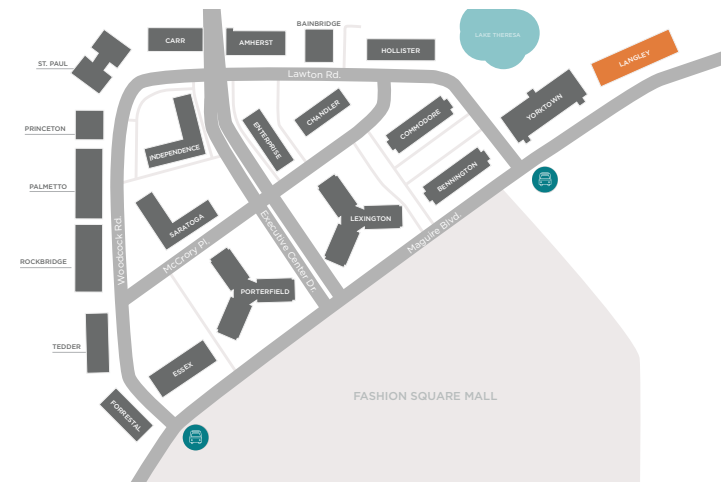 BAINBRIDGE
CARR
AMHERST
HOLLISTER
LAKE THERESA
LANGLEY
ST. PAUL
Lawton Rd.
YORKTOWN
CHANDLER
COMMODORE
PRINCETON
ENTERPRISE
INDEPENDENCE
BENNINGTON
PALMETTO
SARATOGA
LEXINGTON
Woodcock Rd.
McCrory Pl.
Executive Center Dr.
Maguire Blvd.
ROCKBRIDGE
PORTERFIELD
TEDDER
ESSEX
FASHION SQUARE MALL
FORRESTAL